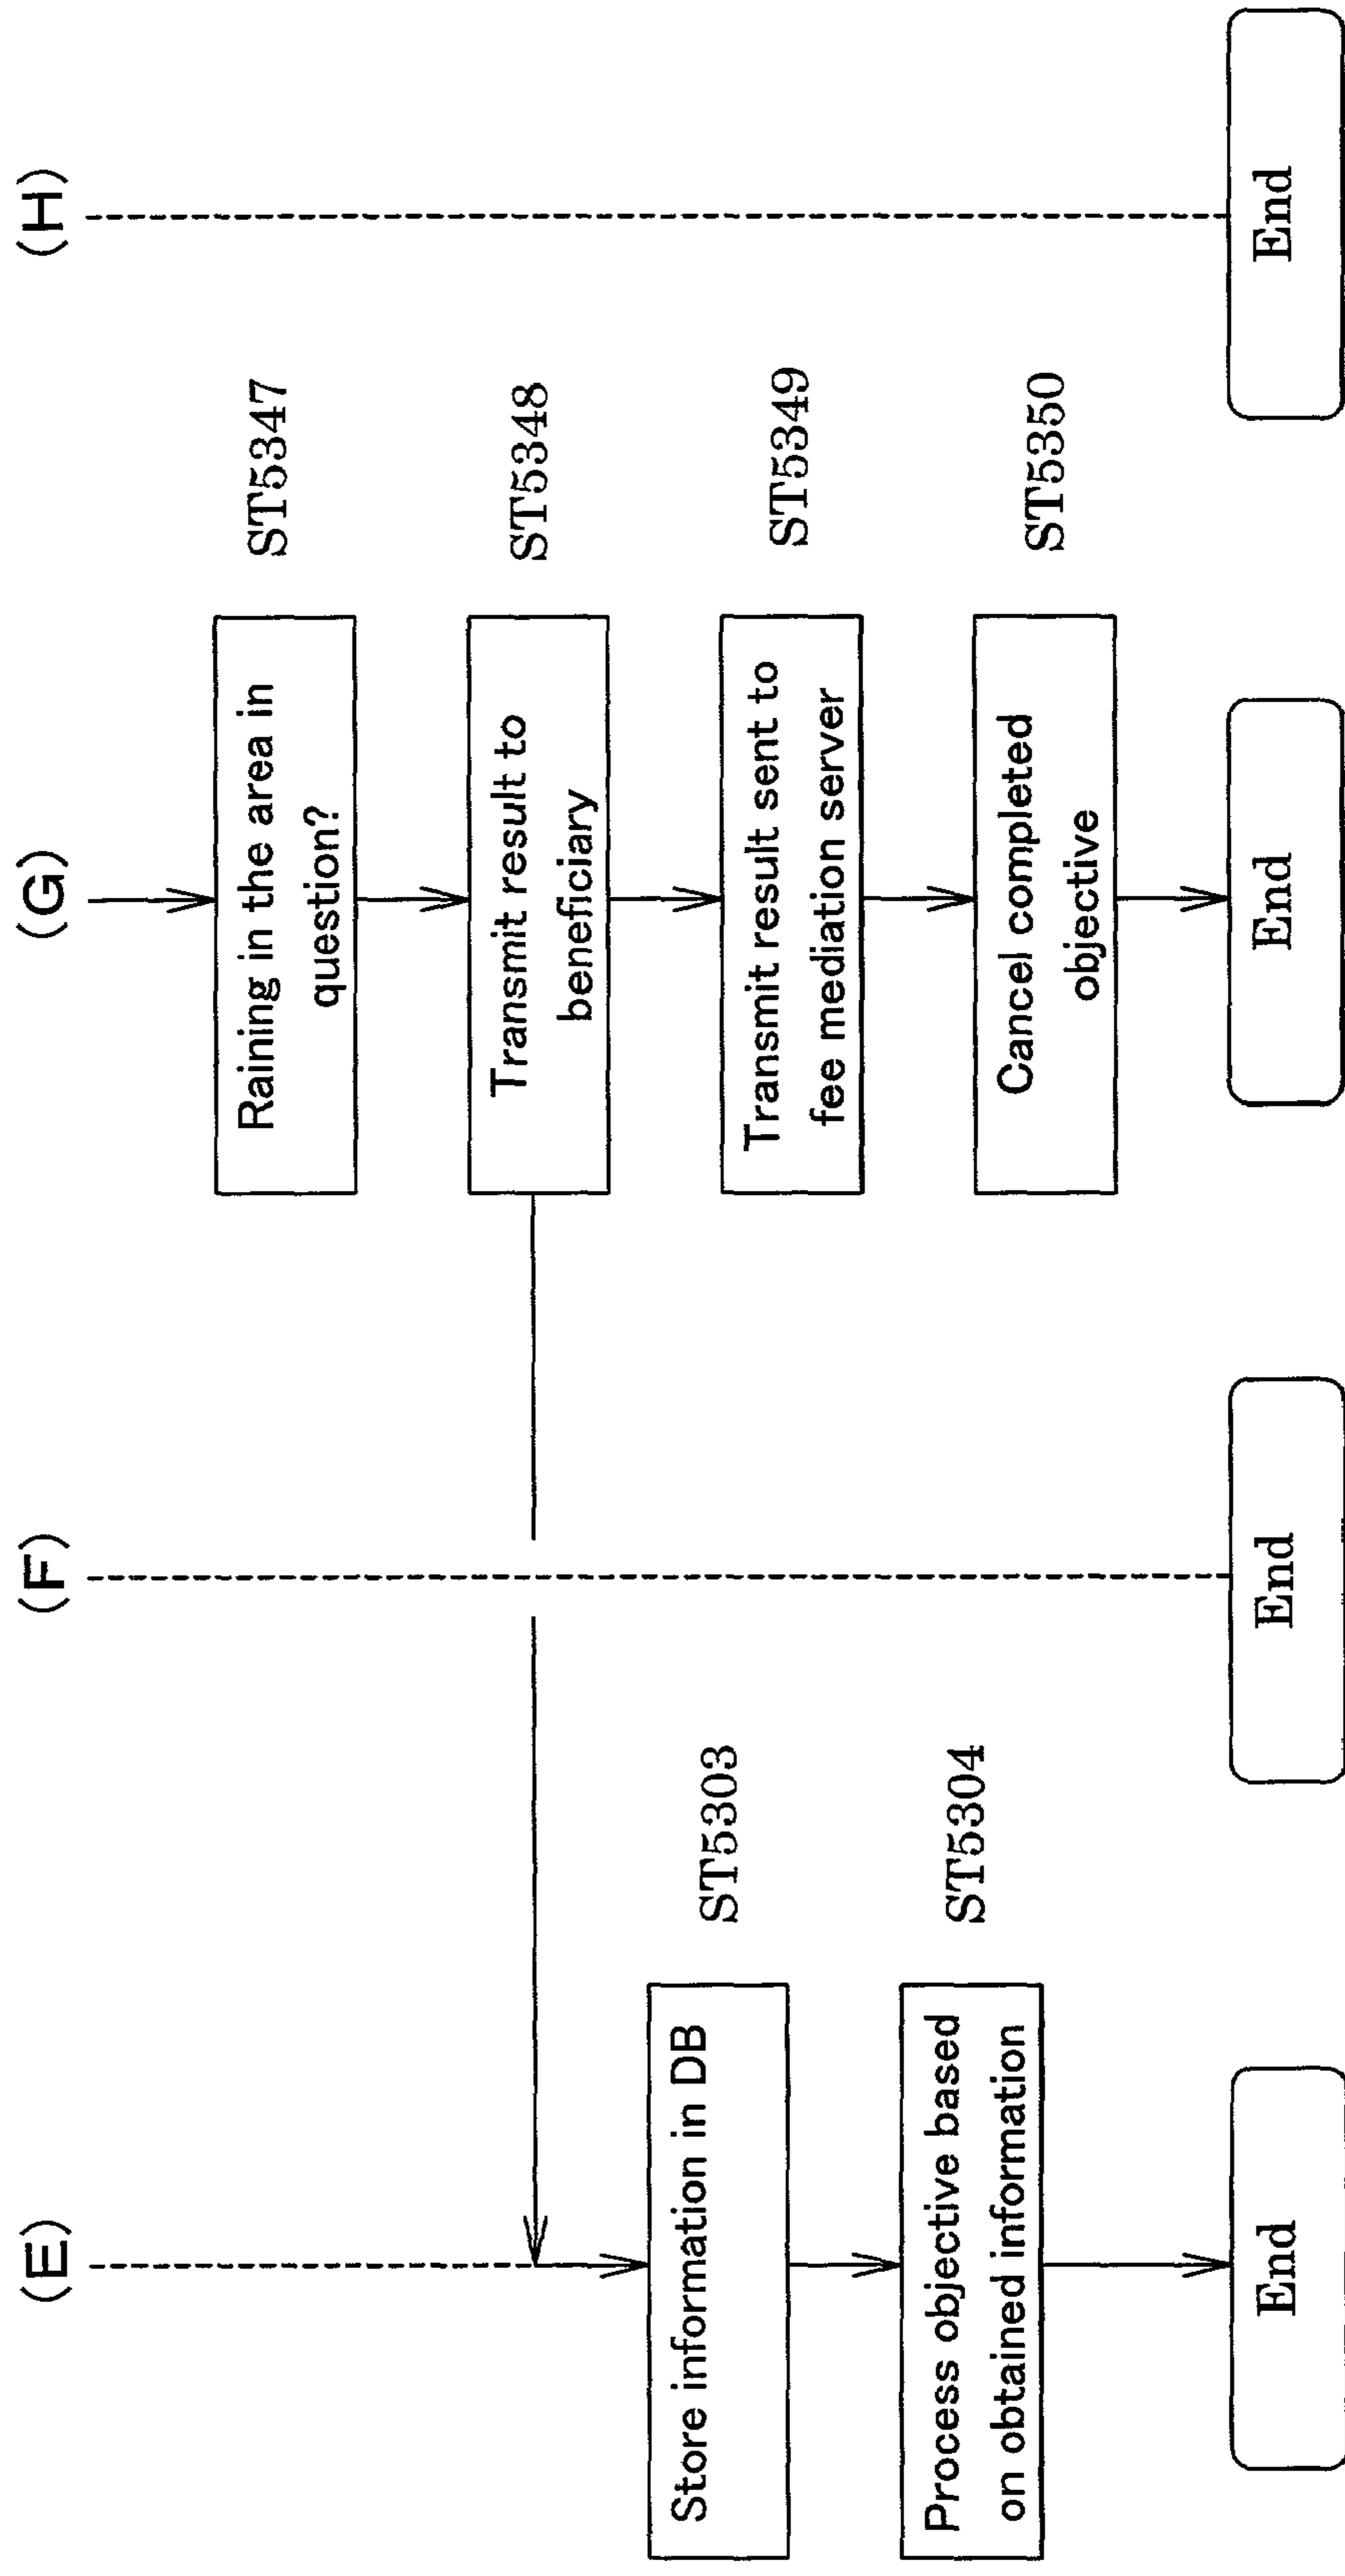 (E)
(F)
(G)
(H)
Raining in the area in
question?
ST5347
Transmit result to
beneficiary
ST5348
Store information in DB
ST5303
Transmit result sent to
fee mediation server
ST5349
Process objective based
on obtained information
ST5304
Cancel completed
objective
ST5350
End
End
End
End